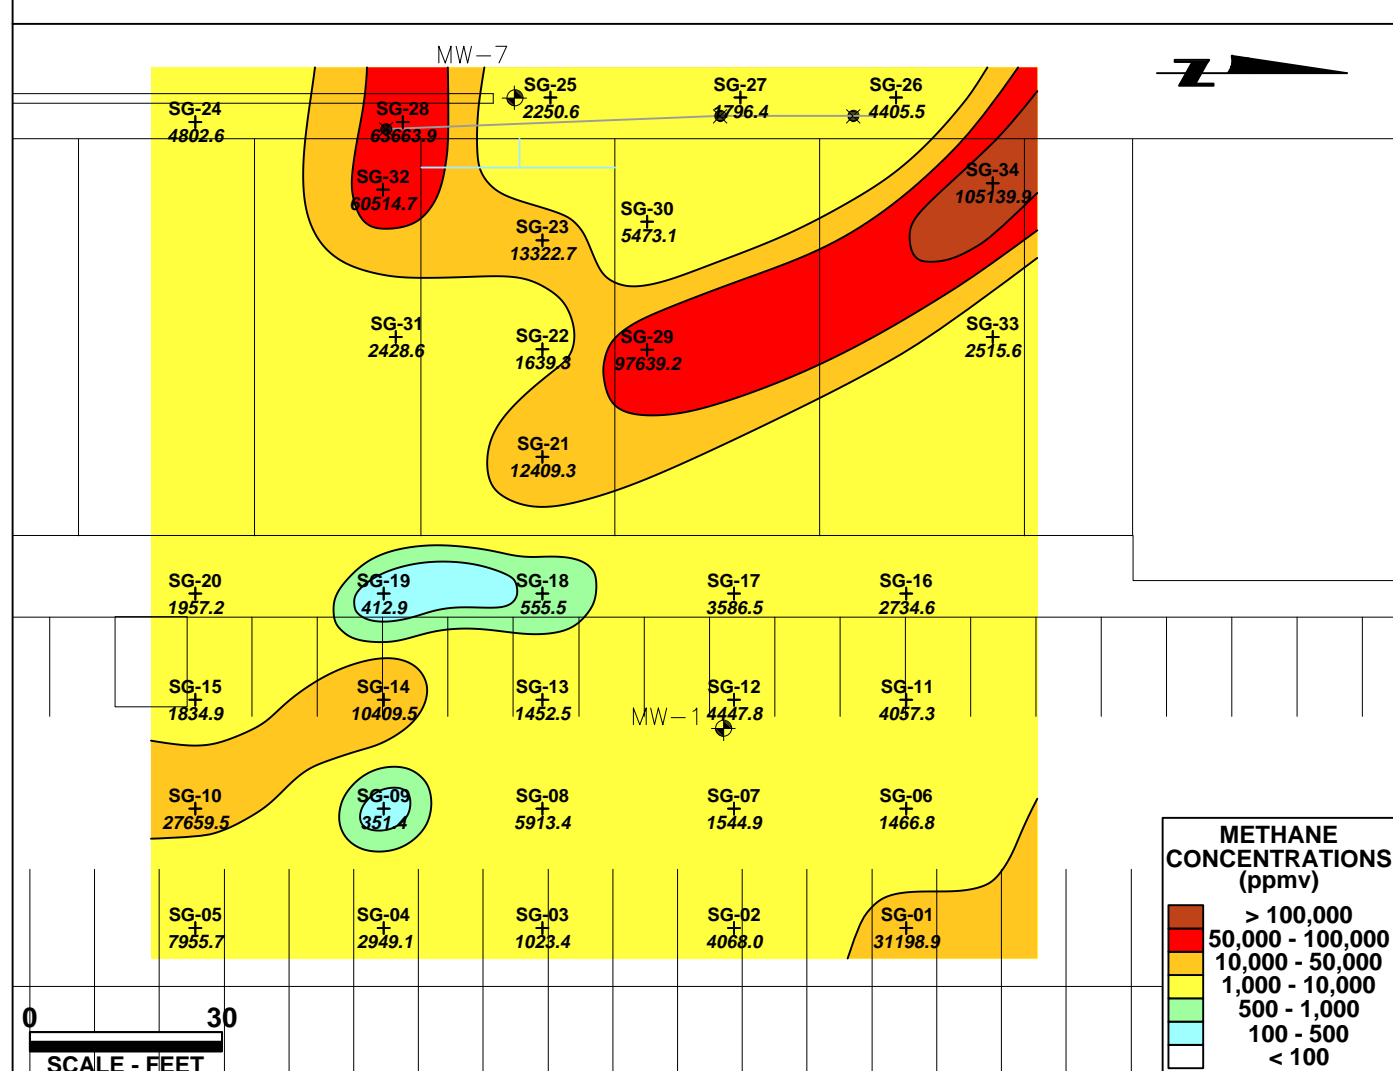 MW-7
SG-24
4802.6
SG-28
63663.9
SG-25
2250.6
SG-27
1796.4
SG-26
4405.5
Z
SG-32
60514.7
SG-34
105139.9
SG-23
13322.7
SG-30
5473.1
SG-31
2428.6
SG-22
1639.3
SG-29
97639.2
SG-33
2515.6
SG-21
12409.3
SG-20
1957.2
SG-19
412.9
SG-18
555.5
SG-17
3586.5
SG-16
2734.6
SG-15
1834.9
SG-14
10409.5
SG-13
1452.5
SG-12
4447.8
SG-11
4057.3
MW-1
SG-10
27659.5
SG-09
351.4
SG-08
5913.4
SG-07
1544.9
SG-06
1466.8
SG-05
7955.7
SG-04
2949.1
SG-03
1023.4
SG-02
4068.0
SG-01
31198.9
METHANE
CONCENTRATIONS
(ppmv)
> 100,000
50,000 - 100,000
10,000 - 50,000
1,000 - 10,000
500 - 1,000
100 - 500
< 100
0 30
SCALE - FEET